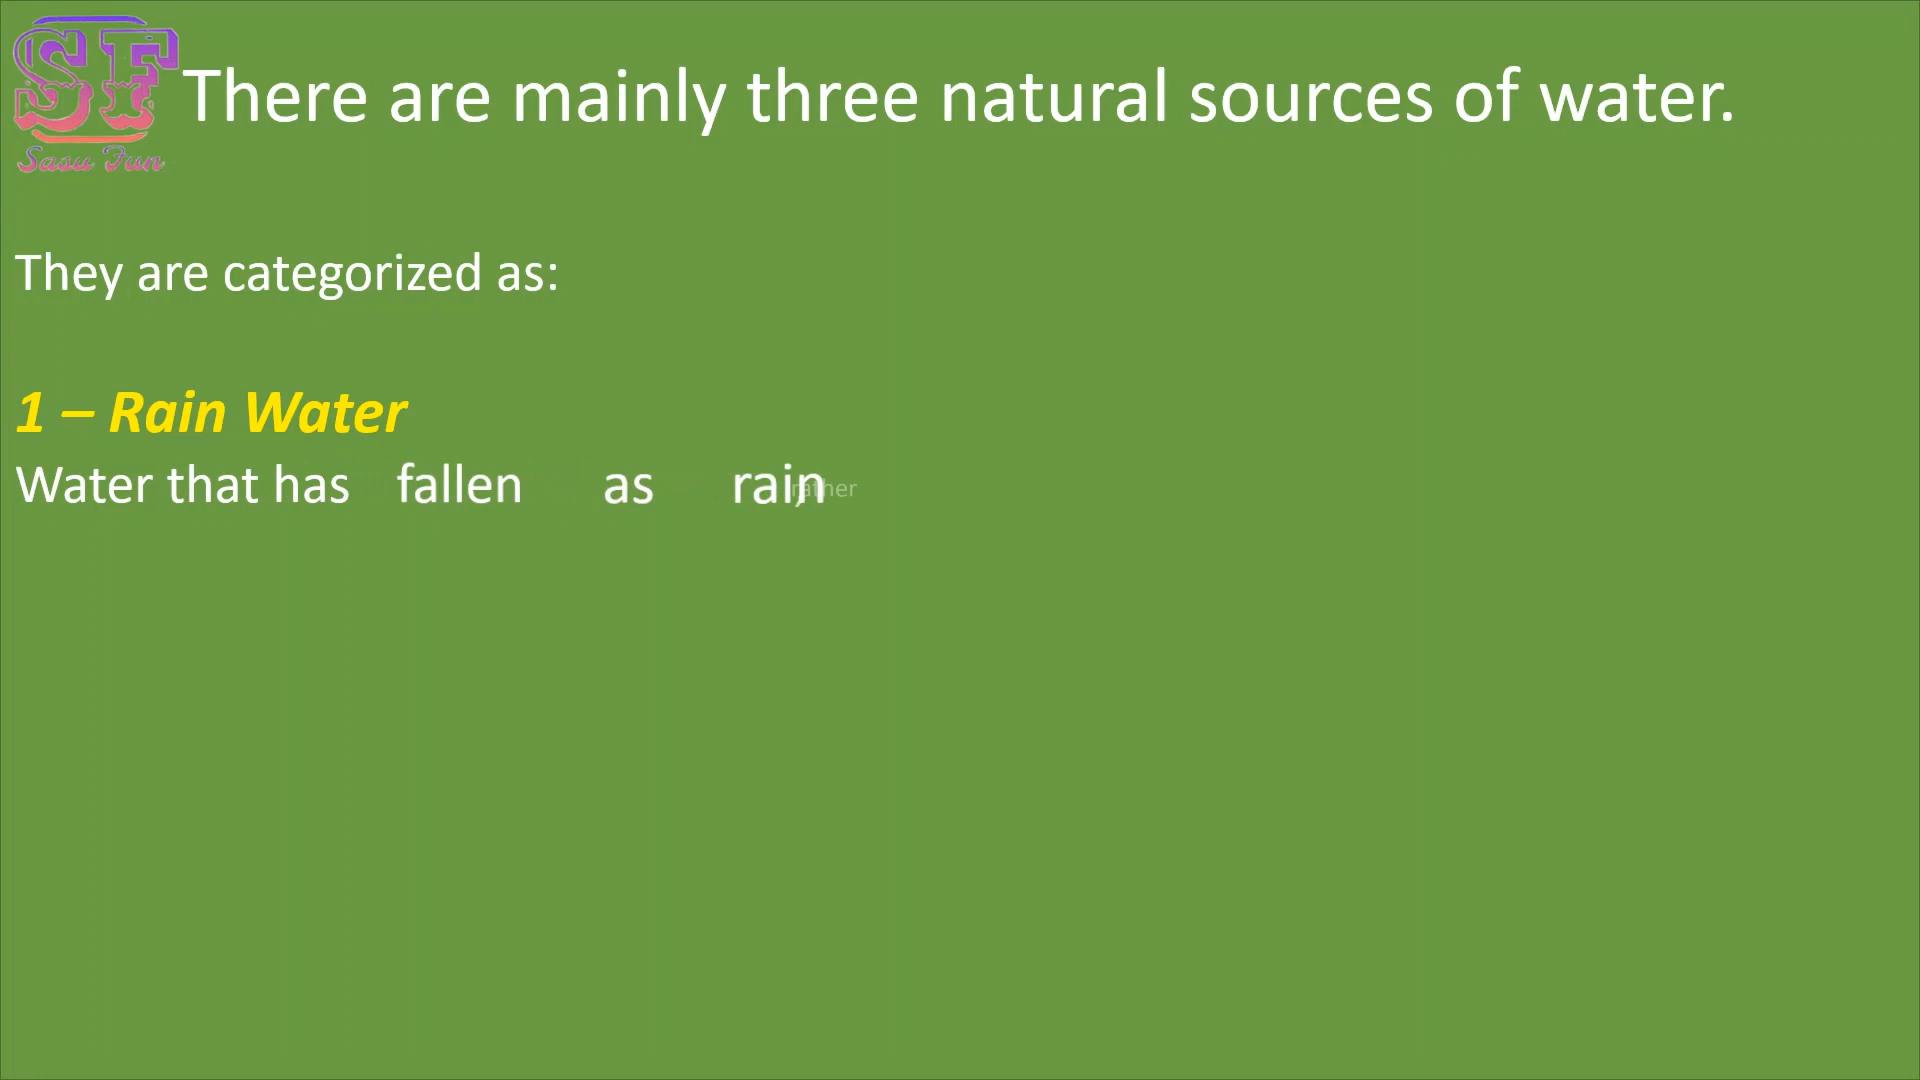 SF
Sasu Fun
There are mainly three natural sources of water.
They are categorized as:
1 – Rain Water
Water that has fallen as rain rather